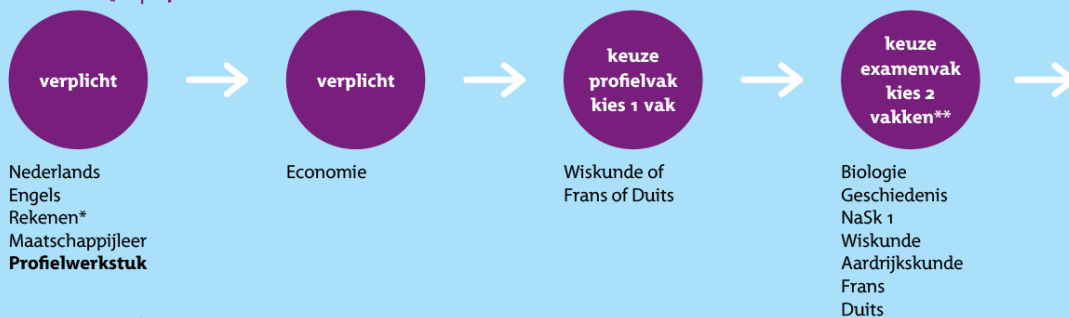 verplicht
verplicht
keuze
profielvak
kies 1 vak
keuze
examenvak
kies 2
vakken**
Nederlands
Engels
Rekenen*
Maatschappijleer
Profielwerkstuk
Economie
Wiskunde of
Frans of Duits
Biologie
Geschiedenis
NaSk 1
Wiskunde
Aardrijkskunde
Frans
Duits